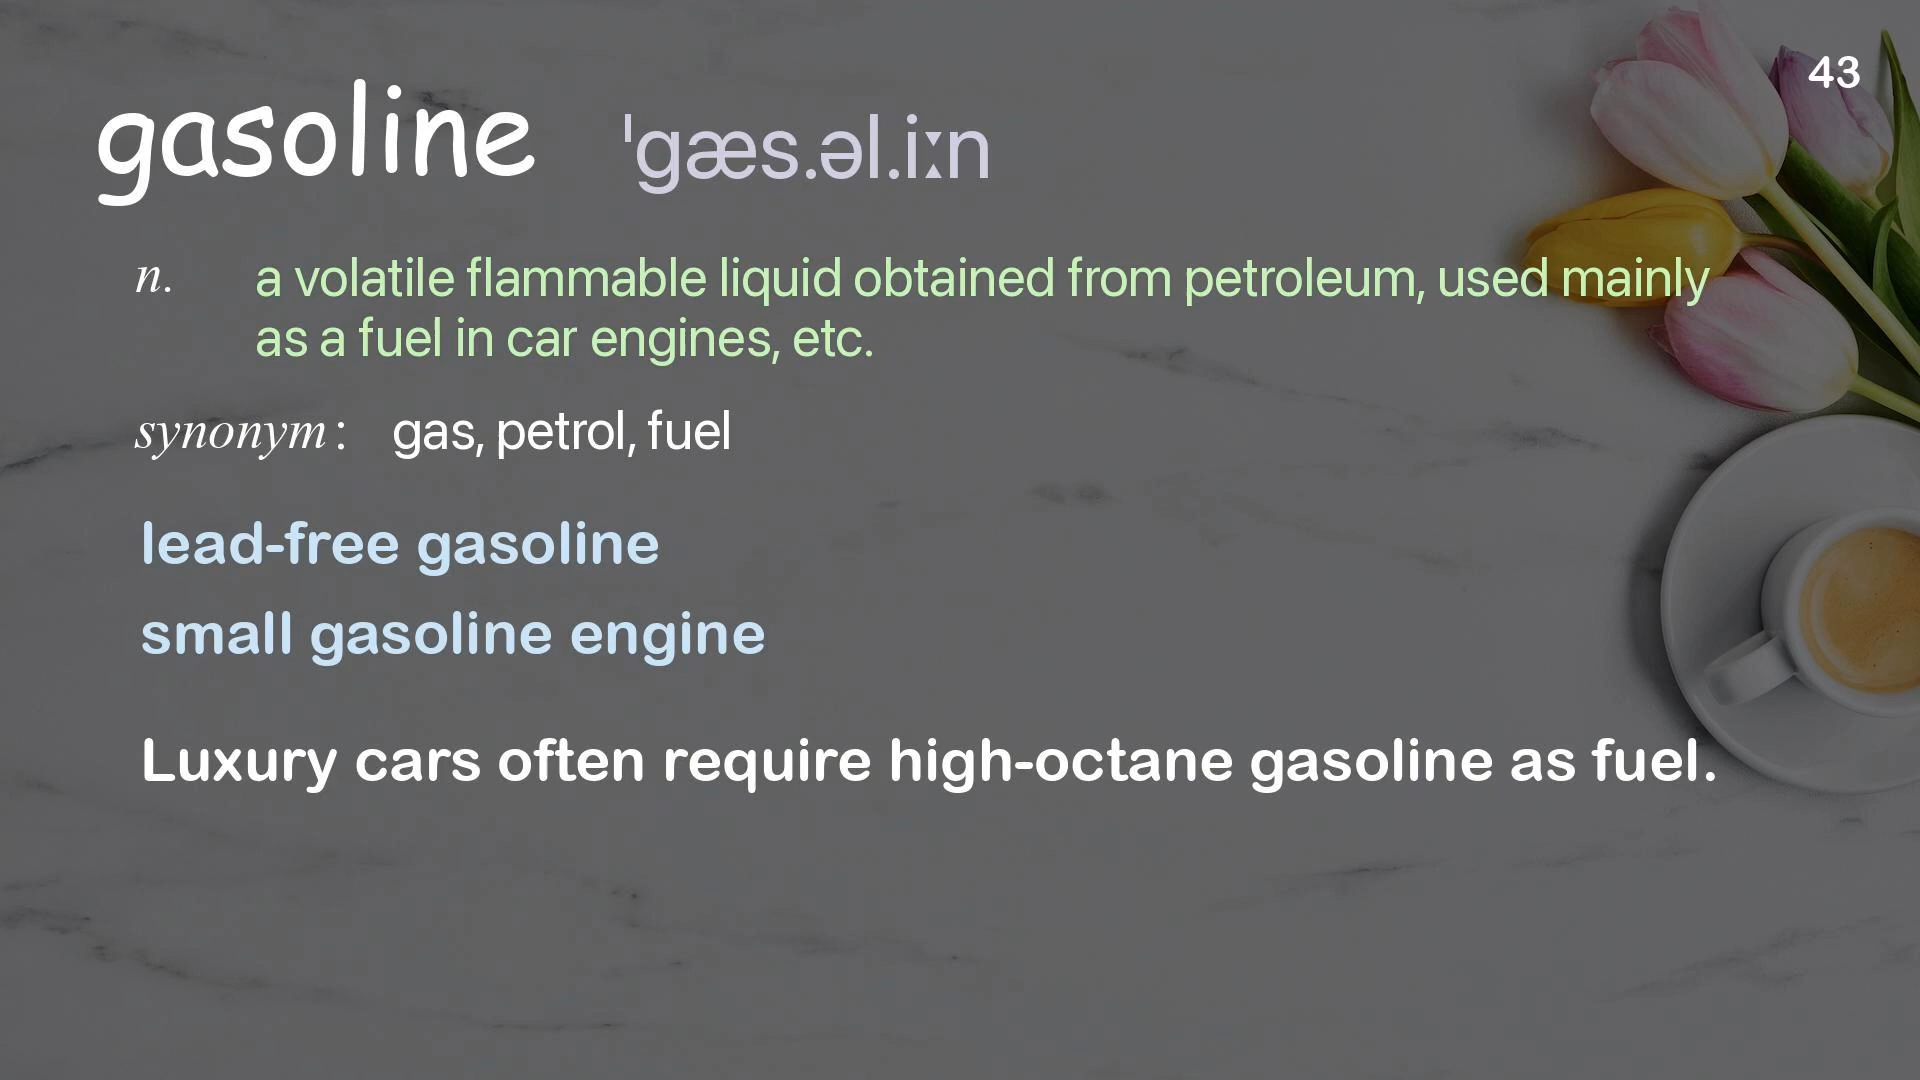 43
gasoline ˈɡæs.əl.iːn
n. a volatile flammable liquid obtained from petroleum, used mainly
as a fuel in car engines, etc.
synonym: gas, petrol, fuel
lead-free gasoline
small gasoline engine
Luxury cars often require high-octane gasoline as fuel.